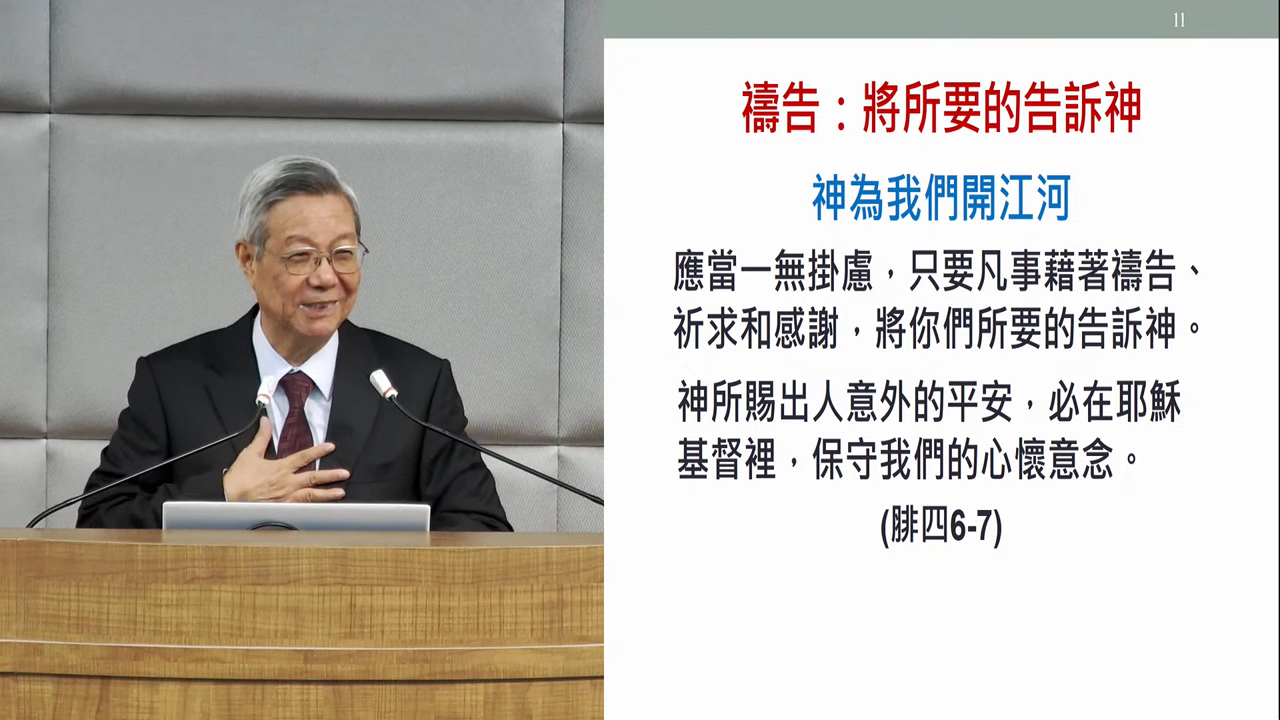 11
禱告：將所要的告訴神
神為我們開江河
應當一無掛慮，只要凡事藉著禱告、
祈求和感謝，將你們所要的告訴神。
神所賜出人意外的平安，必在耶穌
基督裡，保守我們的心懷意念。
(腓四6-7)